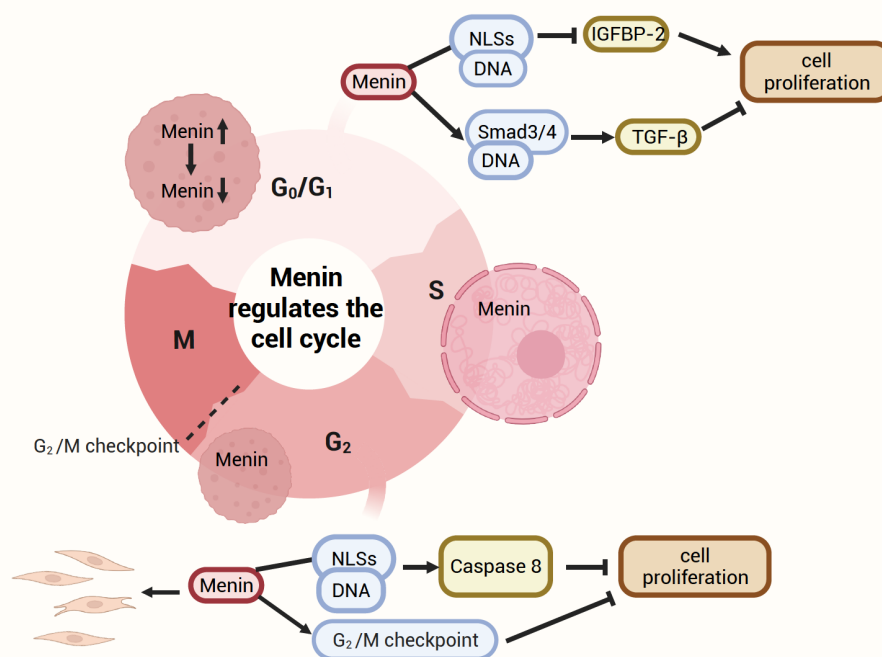 NLSs
DNA
IGFBP-2
cell
proliferation
Menin
Smad3/4
DNA
TGF-β
Menin
Menin
G₀/G₁
Menin
regulates the
cell cycle
S
Menin
M
G₂
G₂/M checkpoint
Menin
NLSs
DNA
Caspase 8
cell
proliferation
Menin
G₂/M checkpoint